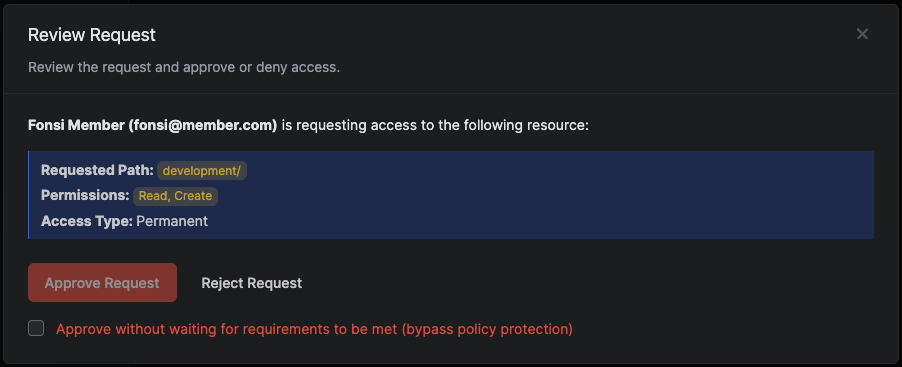 Review Request
Review the request and approve or deny access.
Fonsi Member (fonsi@member.com) is requesting access to the following resource:
Requested Path: development/
Permissions: Read, Create
Access Type: Permanent
Approve Request Reject Request
Approve without waiting for requirements to be met (bypass policy protection)